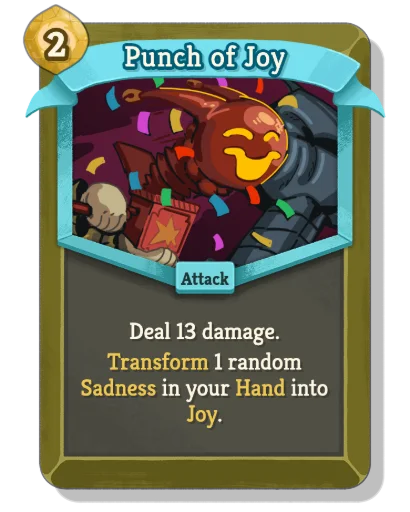 2
Punch of Joy
Attack
Deal 13 damage.
Transform 1 random
Sadness in your Hand into
Joy.